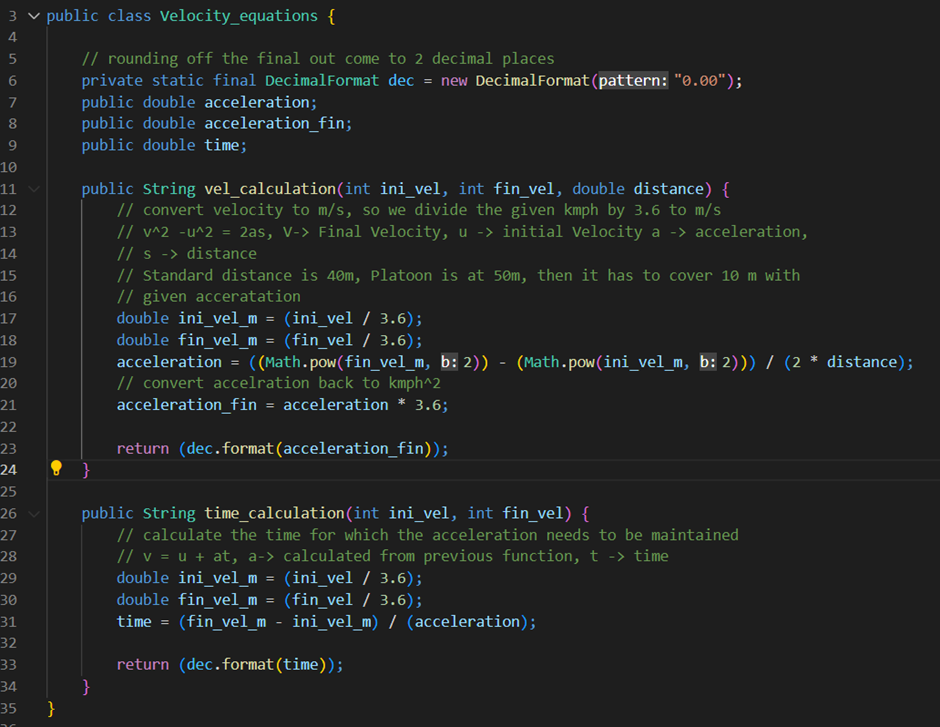 3 public class Velocity_equations {
4
5 // rounding off the final out come to 2 decimal places
6 private static final DecimalFormat dec = new DecimalFormat(pattern: "0.00");
7 public double acceleration;
8 public double acceleration_fin;
9 public double time;
10
11 public String vel_calculation(int ini_vel, int fin_vel, double distance) {
12 // convert velocity to m/s, so we divide the given kmph by 3.6 to m/s
13 // v^2 -u^2 = 2as, V-> Final Velocity, u -> initial Velocity a -> acceleration,
14 // s -> distance
15 // Standard distance is 40m, Platoon is at 50m, then it has to cover 10 m with
16 // given acceratation
17 double ini_vel_m = (ini_vel / 3.6);
18 double fin_vel_m = (fin_vel / 3.6);
19 acceleration = ((Math.pow(fin_vel_m, b:2)) - (Math.pow(ini_vel_m, b:2))) / (2 * distance);
20 // convert accelration back to kmph^2
21 acceleration_fin = acceleration * 3.6;
22
23 return (dec.format(acceleration_fin));
24 }
25
26 public String time_calculation(int ini_vel, int fin_vel) {
27 // calculate the time for which the acceleration needs to be maintained
28 // v = u + at, a-> calculated from previous function, t -> time
29 double ini_vel_m = (ini_vel / 3.6);
30 double fin_vel_m = (fin_vel / 3.6);
31 time = (fin_vel_m - ini_vel_m) / (acceleration);
32
33 return (dec.format(time));
34 }
35 }